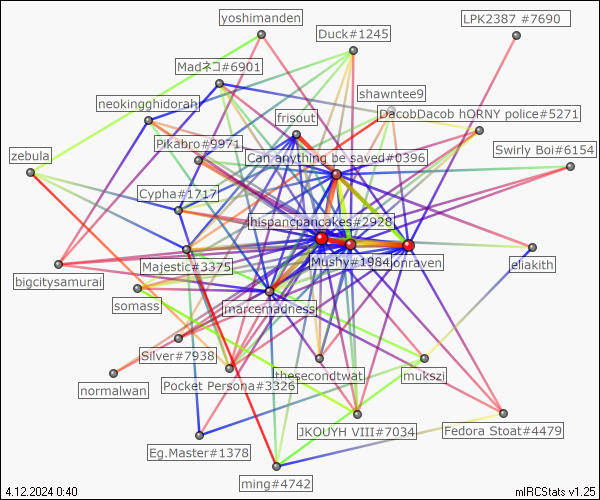 yoshimanden
LPK2387 #7690
Duck#1245
Madネコ#6901
shawntee9
neokingghidorah
DacobDacob hORNY police#5271
frisout
Pikabro#9971
Swirly Boi#6154
zebula
Can anything be saved#0396
Cypha#1717
hispancpancakes#2928
Mushy#1984
onraven
eliakith
Majestic#3375
bigcitysamurai
somass
marcemadness
Silver#7938
thesecondtwat
mukszi
Pocket Persona#3326
normalwan
JKOUYH VIII#7034
Fedora Stoat#4479
Eg.Master#1378
ming#4742
4.12.2024 0:40
mIRCStats v1.25